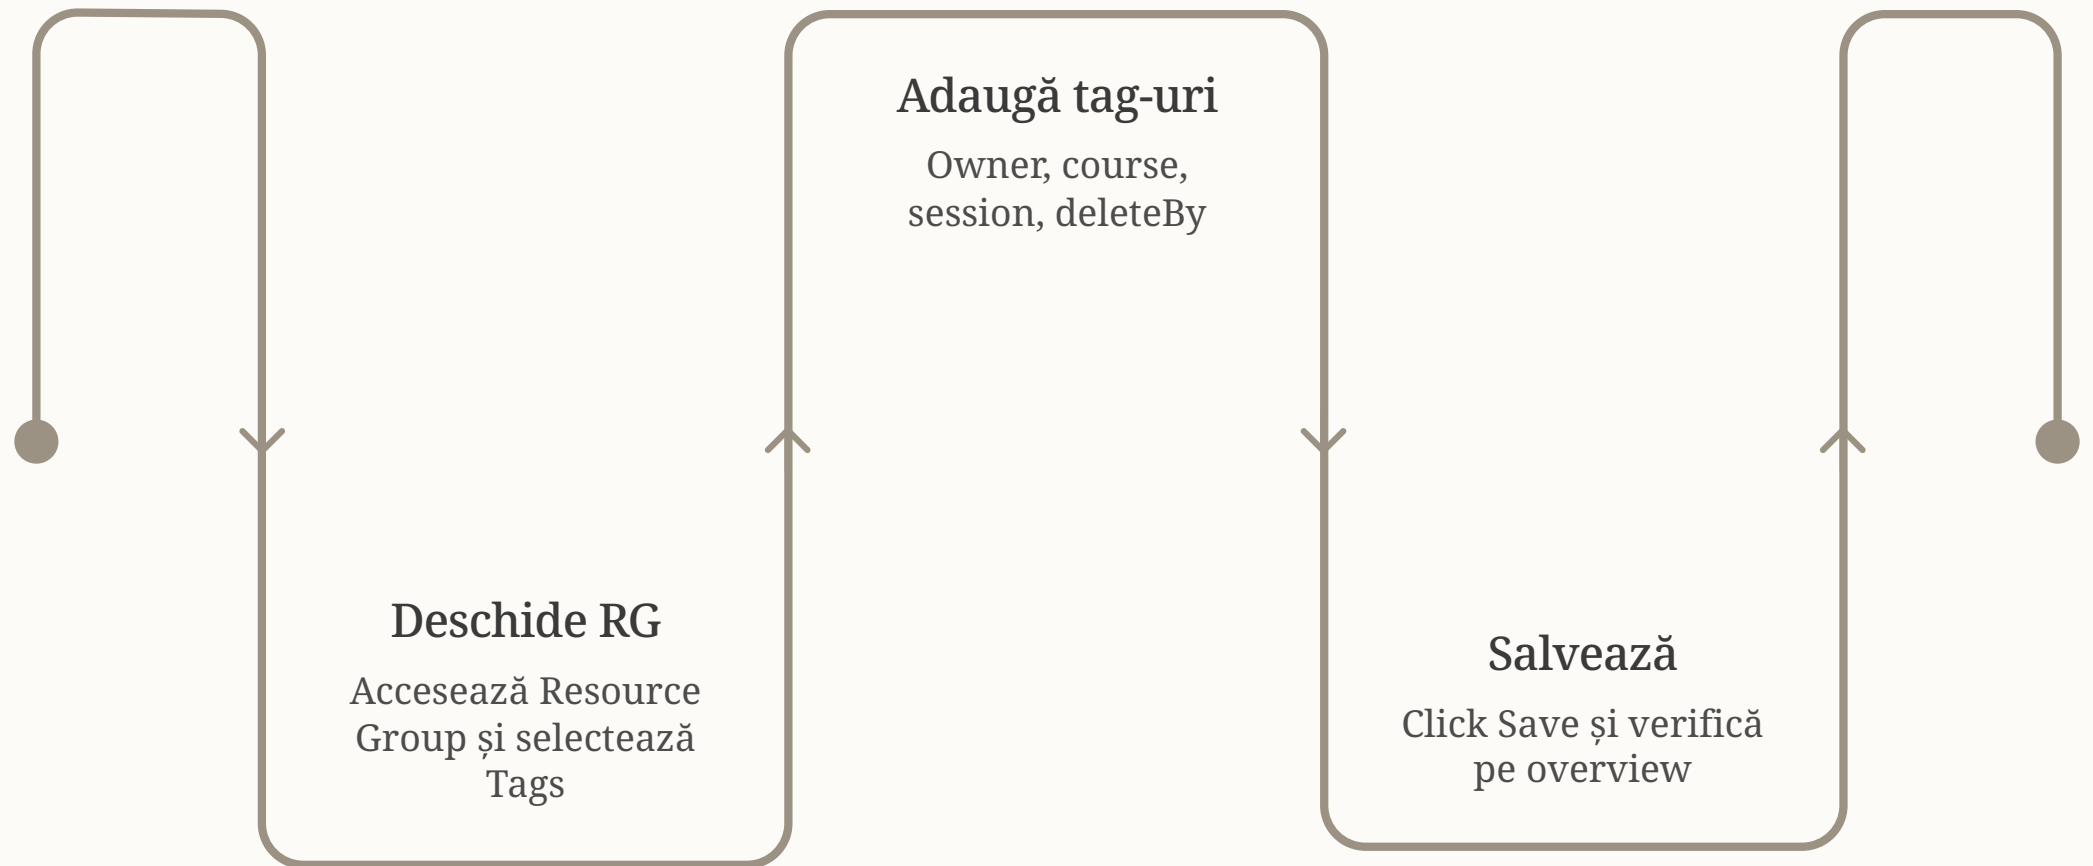 Deschide RG
Accesează Resource
Group și selectează
Tags
Adaugă tag-uri
Owner, course,
session, deleteBy
Salvează
Click Save și verifică
pe overview